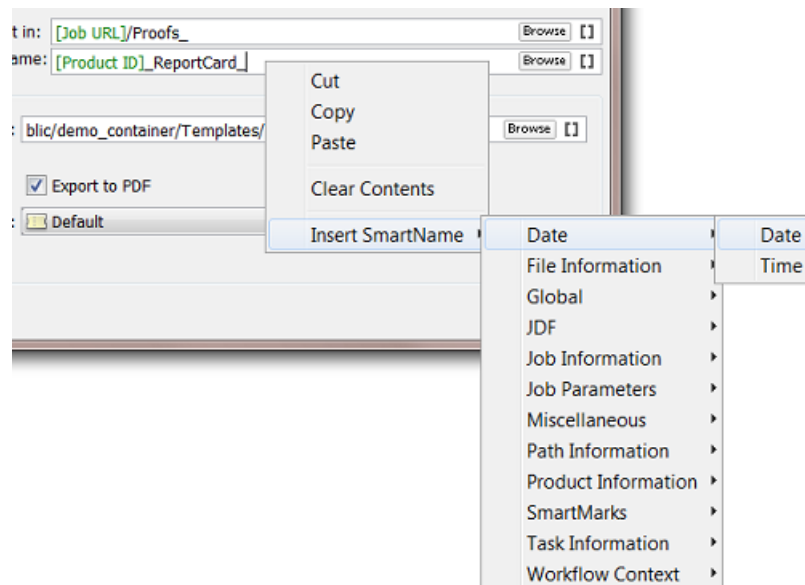 t in: [Job URL]/Proofs_ Browse []
ame: [Product ID]_ReportCard_ Browse []
Cut
Copy
: blic/demo_container/Templates/ Browse []
Paste
Export to PDF
Clear Contents
: Default
Insert SmartName Date Date
File Information Time
Global
JDF
Job Information
Job Parameters
Miscellaneous
Path Information
Product Information
SmartMarks
Task Information
Workflow Context